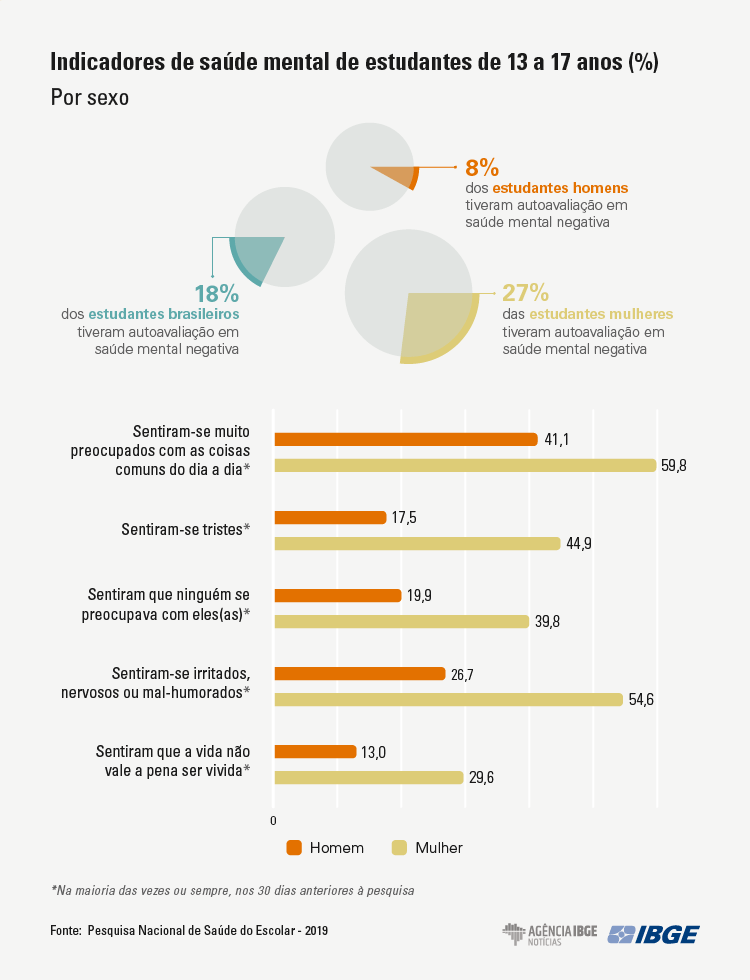 Indicadores de saúde mental de estudantes de 13 a 17 anos (%)
Por sexo
8%
dos estudantes homens
tiveram autoavaliação em
saúde mental negativa
18%
dos estudantes brasileiros
tiveram autoavaliação em
saúde mental negativa
27%
das estudantes mulheres
tiveram autoavaliação em
saúde mental negativa
Sentiram-se muito
preocupados com as coisas
comuns do dia a dia*
41,1
59,8
Sentiram-se tristes*
17,5
44,9
Sentiram que ninguém se
preocupava com eles(as)*
19,9
39,8
Sentiram-se irritados,
nervosos ou mal-humorados*
26,7
54,6
Sentiram que a vida não
vale a pena ser vivida*
13,0
29,6
0
Homem
Mulher
*Na maioria das vezes ou sempre, nos 30 dias anteriores à pesquisa
Fonte: Pesquisa Nacional de Saúde do Escolar - 2019
AGÊNCIA IBGE
NOTÍCIAS
IBGE